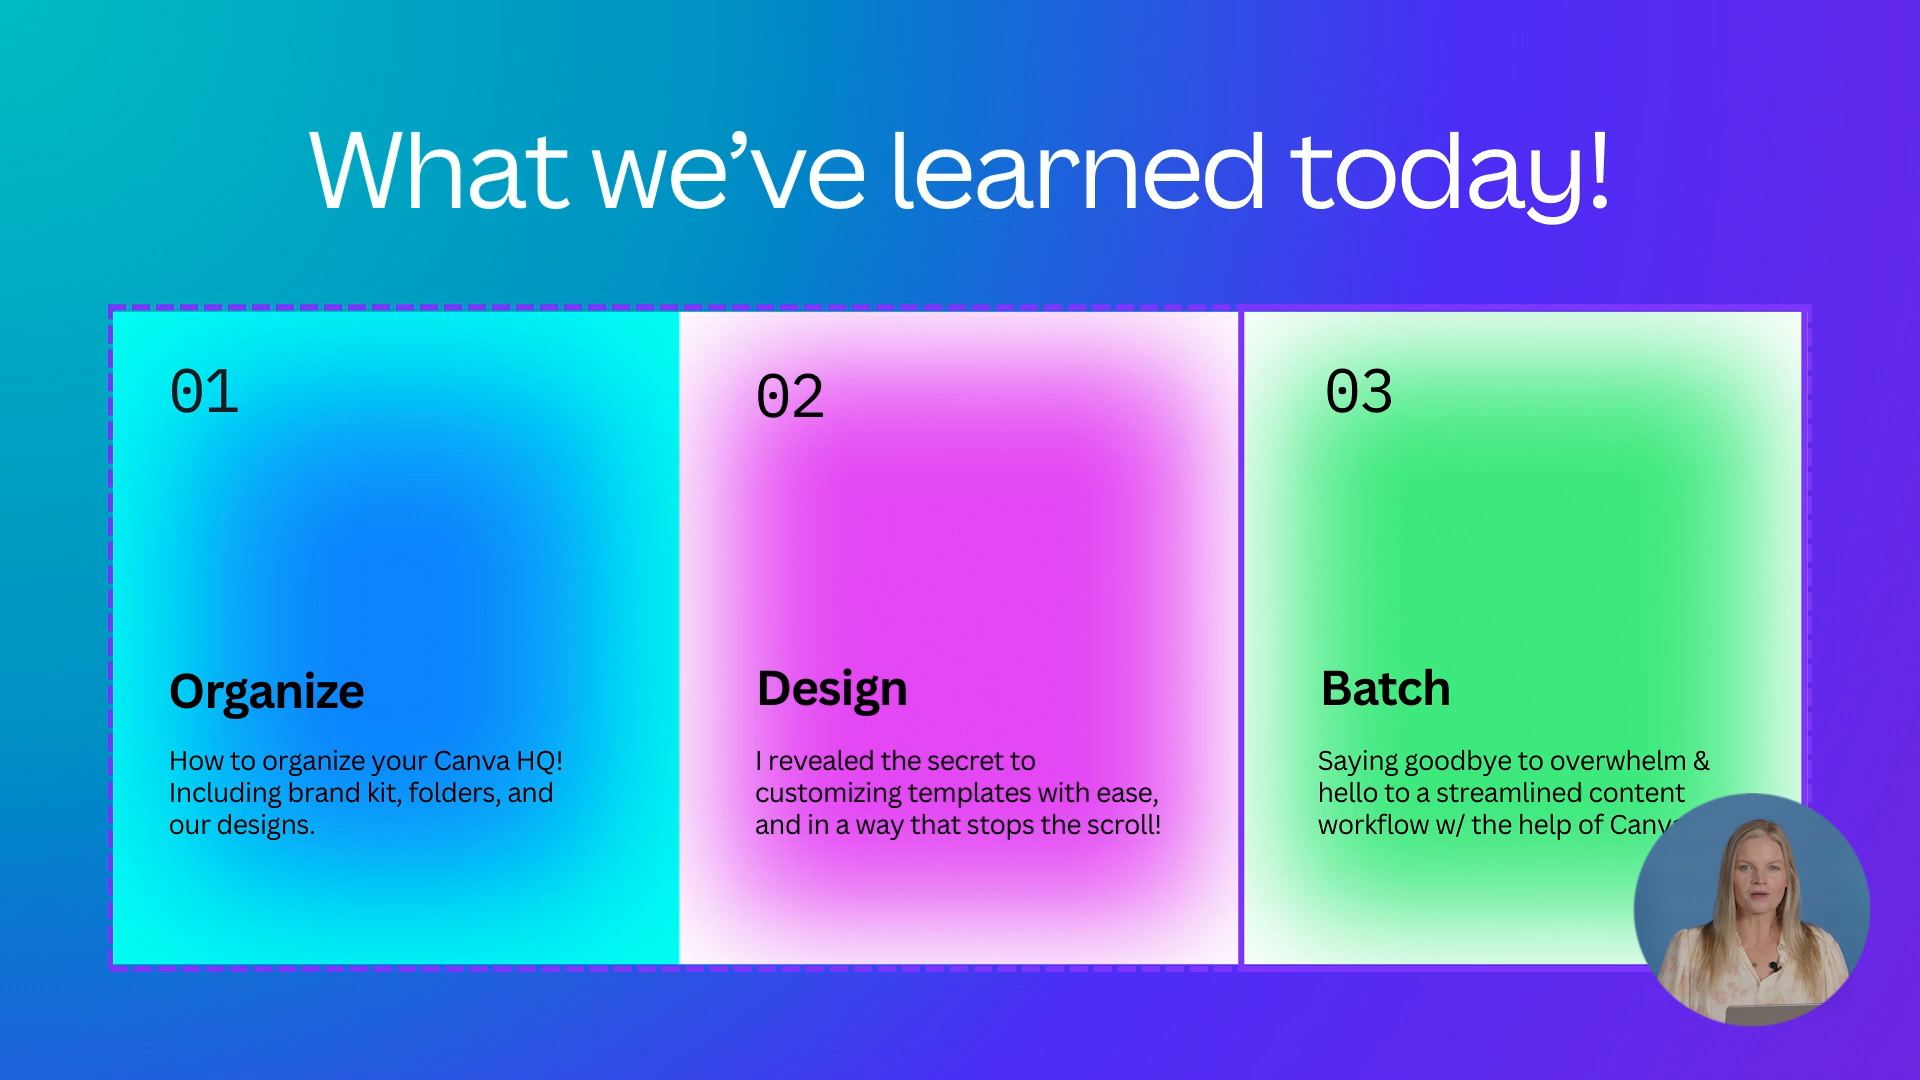 What we’ve learned today!
01
Organize
How to organize your Canva HQ!
Including brand kit, folders, and
our designs.
02
Design
I revealed the secret to
customizing templates with ease,
and in a way that stops the scroll!
03
Batch
Saying goodbye to overwhelm &
hello to a streamlined content
workflow w/ the help of